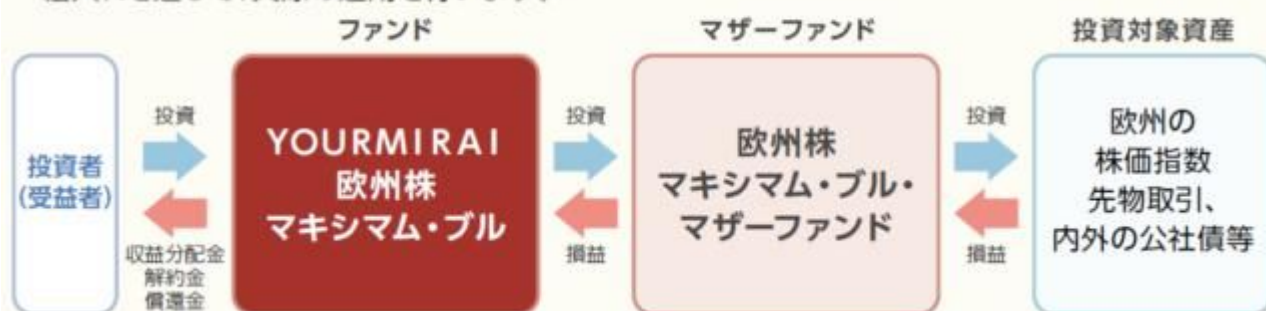 ファンド
マザーファンド
投資対象資産
投資者
(受益者)
投資
収益分配金
解約金
償還金
YOURMIRAI
欧州株
マキシマム・ブル
投資
損益
欧州株
マキシマム・ブル・
マザーファンド
投資
損益
欧州の
株価指数
先物取引、
内外の公社債等